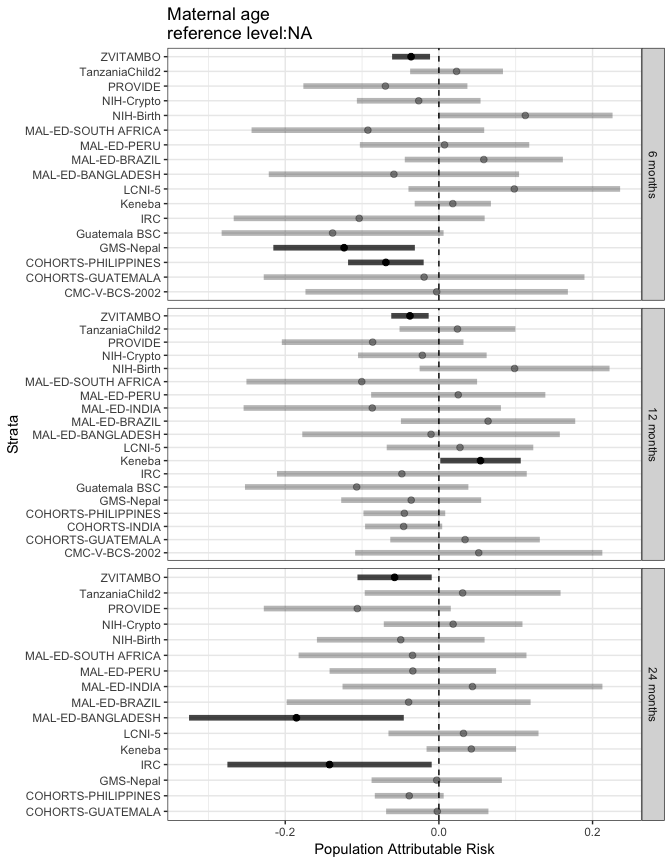 Maternal age
reference level:NA
Strata
ZVITAMBO
TanzaniaChild2
PROVIDE
NIH-Crypto
NIH-Birth
MAL-ED-SOUTH AFRICA
MAL-ED-PERU
MAL-ED-BRAZIL
MAL-ED-BANGLADESH
LCNI-5
Keneba
IRC
Guatemala BSC
GMS-Nepal
COHORTS-PHILIPPINES
COHORTS-GUATEMALA
CMC-V-BCS-2002
6 months
ZVITAMBO
TanzaniaChild2
PROVIDE
NIH-Crypto
NIH-Birth
MAL-ED-SOUTH AFRICA
MAL-ED-PERU
MAL-ED-INDIA
MAL-ED-BRAZIL
MAL-ED-BANGLADESH
LCNI-5
Keneba
IRC
Guatemala BSC
GMS-Nepal
COHORTS-PHILIPPINES
COHORTS-INDIA
COHORTS-GUATEMALA
CMC-V-BCS-2002
12 months
ZVITAMBO
TanzaniaChild2
PROVIDE
NIH-Crypto
NIH-Birth
MAL-ED-SOUTH AFRICA
MAL-ED-PERU
MAL-ED-INDIA
MAL-ED-BRAZIL
MAL-ED-BANGLADESH
LCNI-5
Keneba
IRC
GMS-Nepal
COHORTS-PHILIPPINES
COHORTS-GUATEMALA
24 months
-0.2 0.0 0.2
Population Attributable Risk